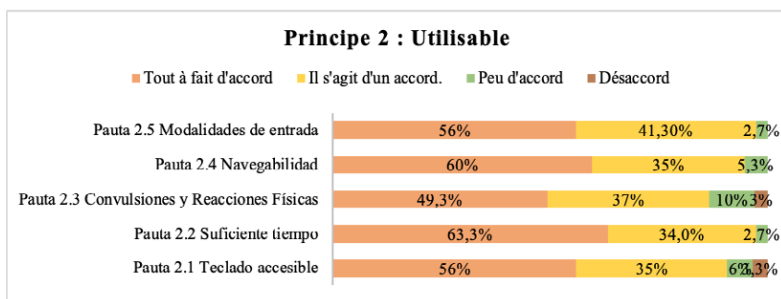 Principe 2 : Utilisable
Tout à fait d'accord Il s'agit d'un accord. Peu d'accord Désaccord
Pauta 2.5 Modalidades de entrada 56% 41,30% 2,7%
Pauta 2.4 Navegabilidad 60% 35% 5,3%
Pauta 2.3 Convulsiones y Reacciones Físicas 49,3% 37% 10% 3%
Pauta 2.2 Suficiente tiempo 63,3% 34,0% 2,7%
Pauta 2.1 Teclado accesible 56% 35% 6% 3,3%